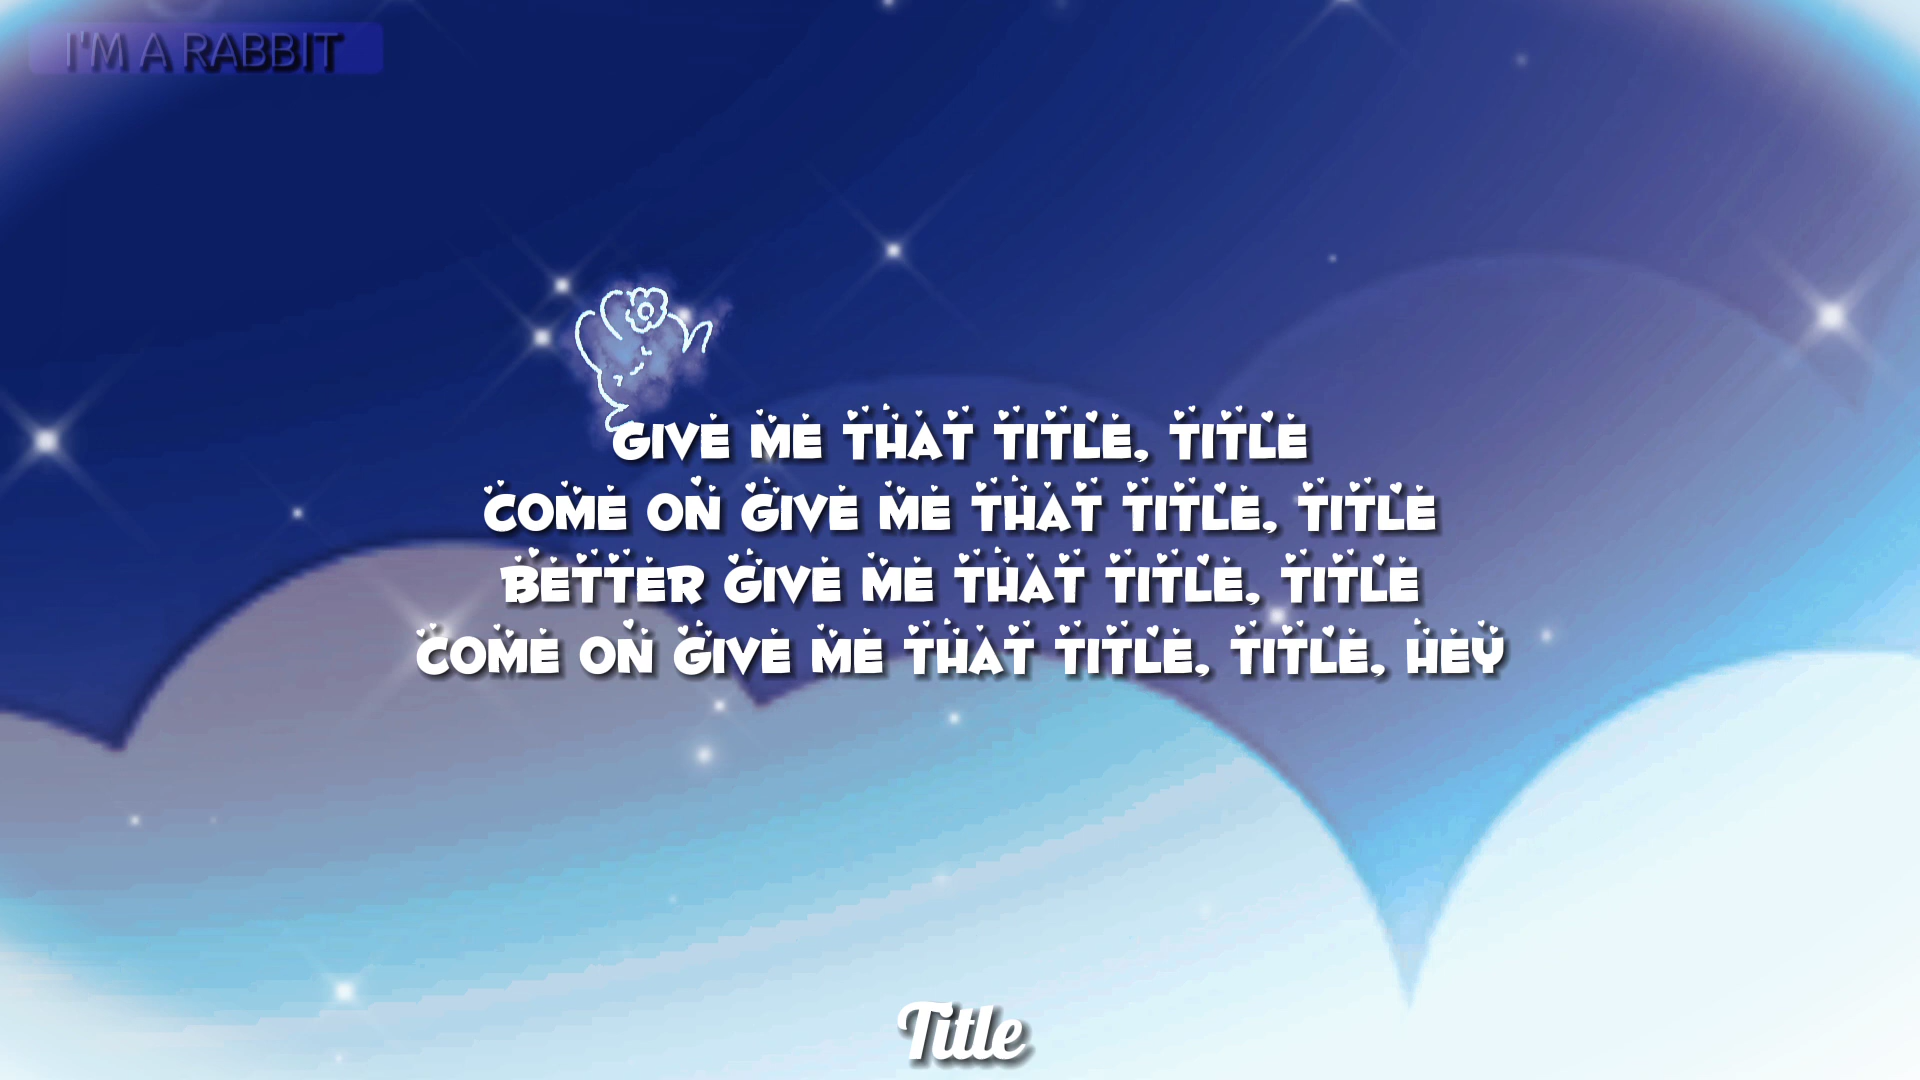 I'M A RABBIT
GIVE ME THAT TITLE, TITLE
COME ON GIVE ME THAT TITLE, TITLE
BETTER GIVE ME THAT TITLE, TITLE
COME ON GIVE ME THAT TITLE, TITLE, HEY
Title